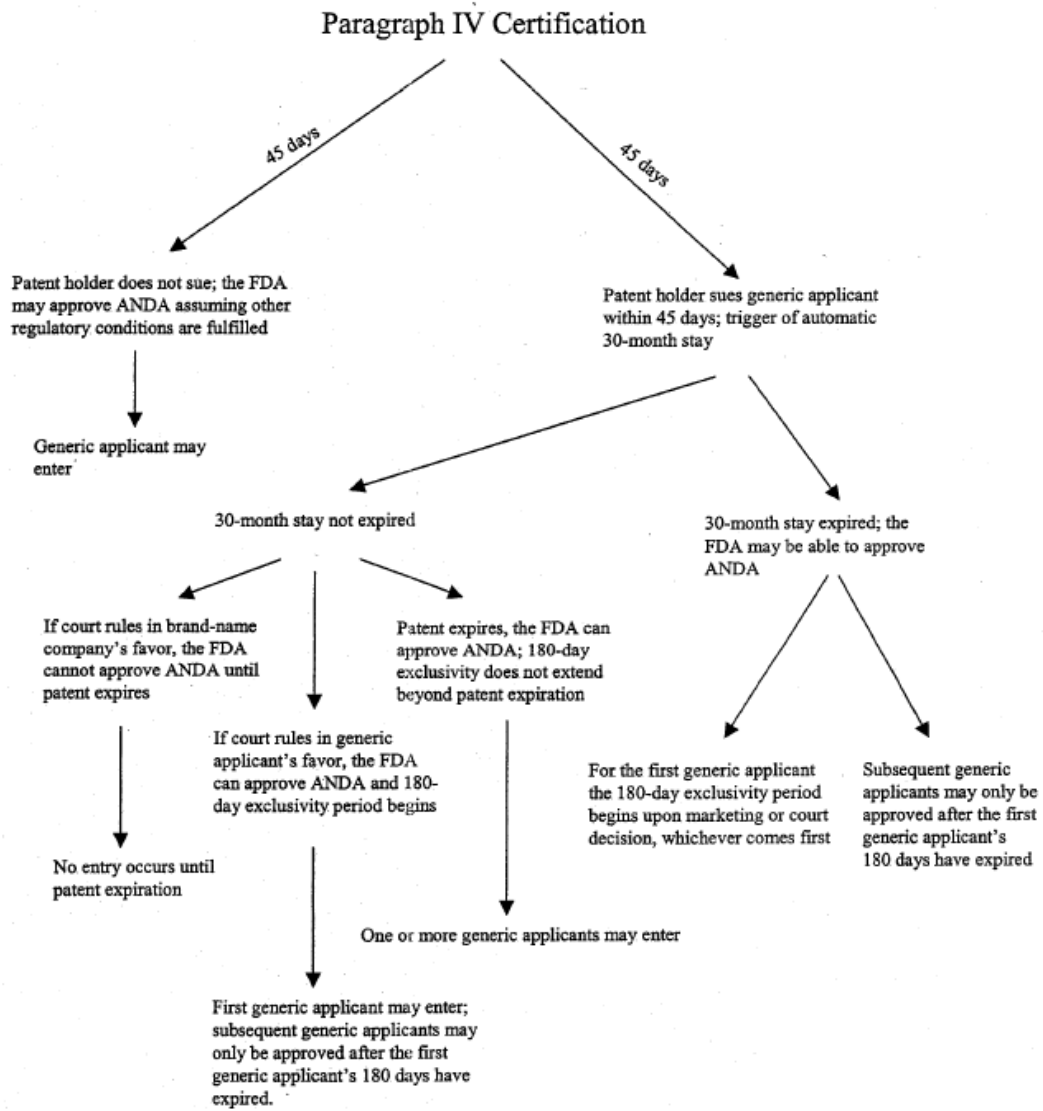 Paragraph IV Certification
45 days
45 days
Patent holder does not sue; the FDA
may approve ANDA assuming other
regulatory conditions are fulfilled
Patent holder sues generic applicant
within 45 days; trigger of automatic
30-month stay
Generic applicant may
enter
30-month stay not expired
30-month stay expired; the
FDA may be able to approve
ANDA
If court rules in brand-name
company's favor, the FDA
cannot approve ANDA until
patent expires
Patent expires, the FDA can
approve ANDA; 180-day
exclusivity does not extend
beyond patent expiration
If court rules in generic
applicant's favor, the FDA
can approve ANDA and 180-
day exclusivity period begins
For the first generic applicant
the 180-day exclusivity period
begins upon marketing or court
decision, whichever comes first
Subsequent generic
applicants may only be
approved after the first
generic applicant's
180 days have expired
No entry occurs until
patent expiration
One or more generic applicants may enter
First generic applicant may enter;
subsequent generic applicants may
only be approved after the first
generic applicant's 180 days have
expired.